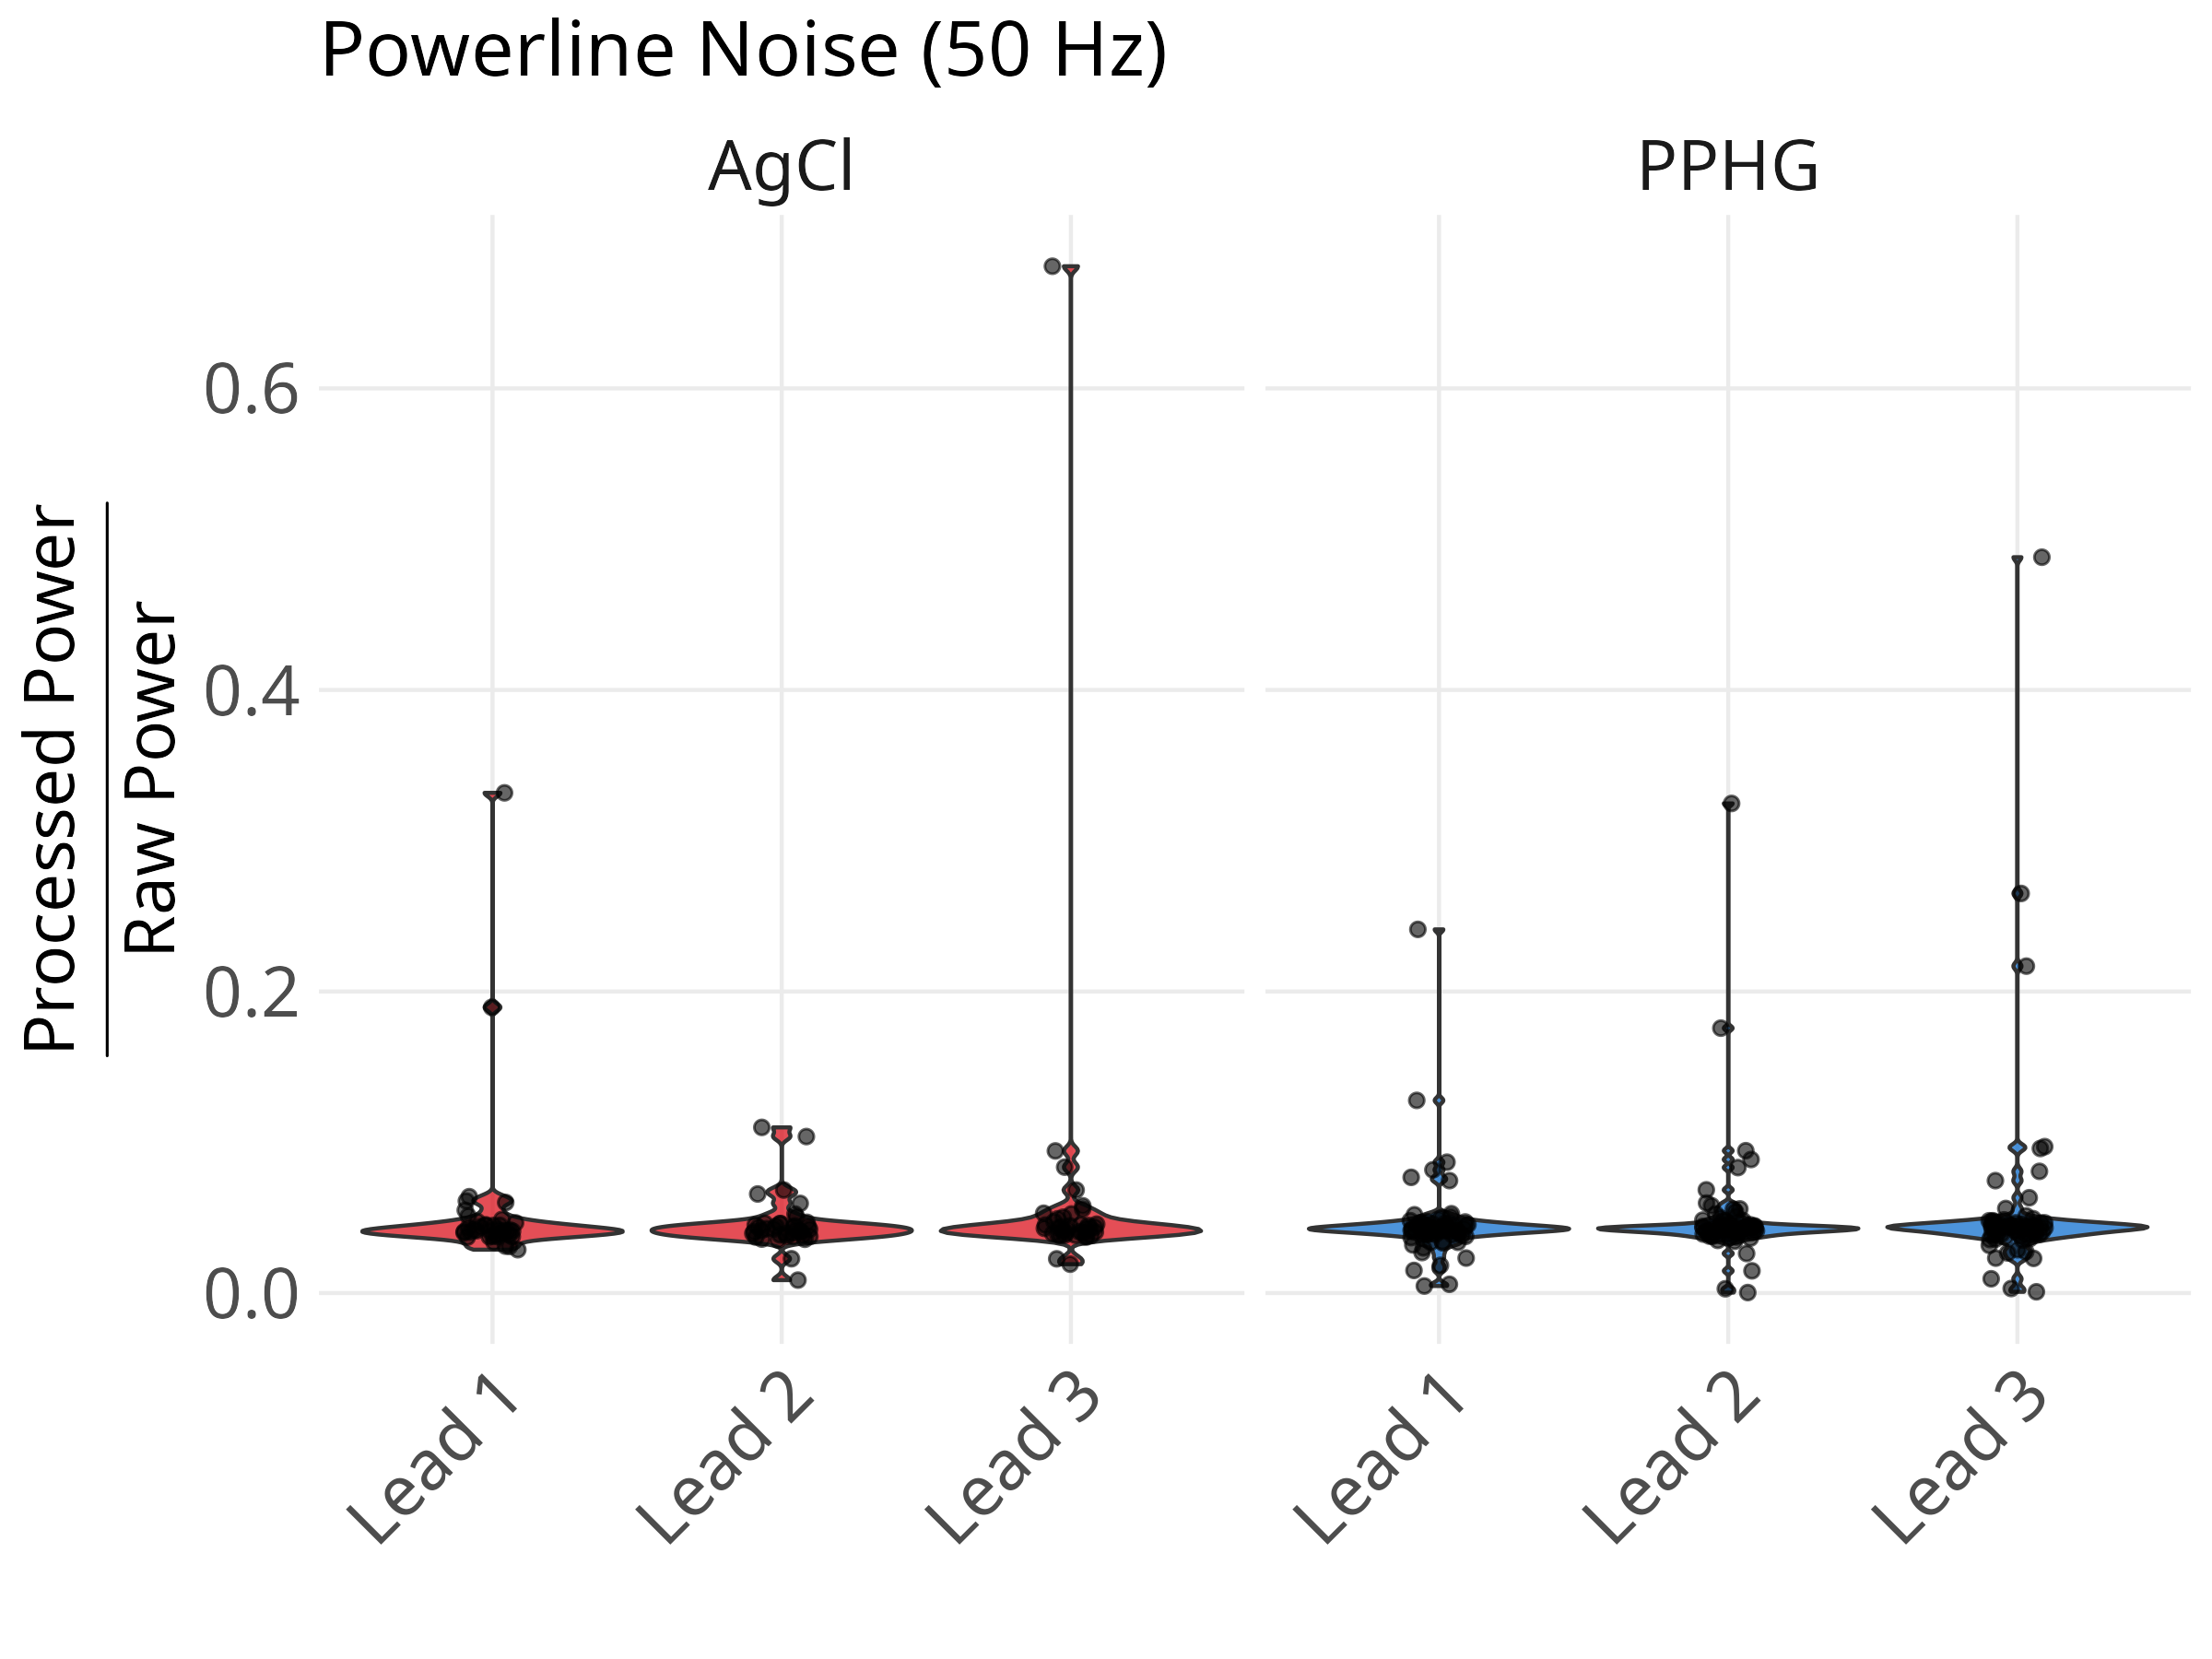 Powerline Noise (50 Hz)
AgCl
PPHG
Processed Power
Raw Power
0.6
0.4
0.2
0.0
Lead 1
Lead 2
Lead 3
Lead 1
Lead 2
Lead 3